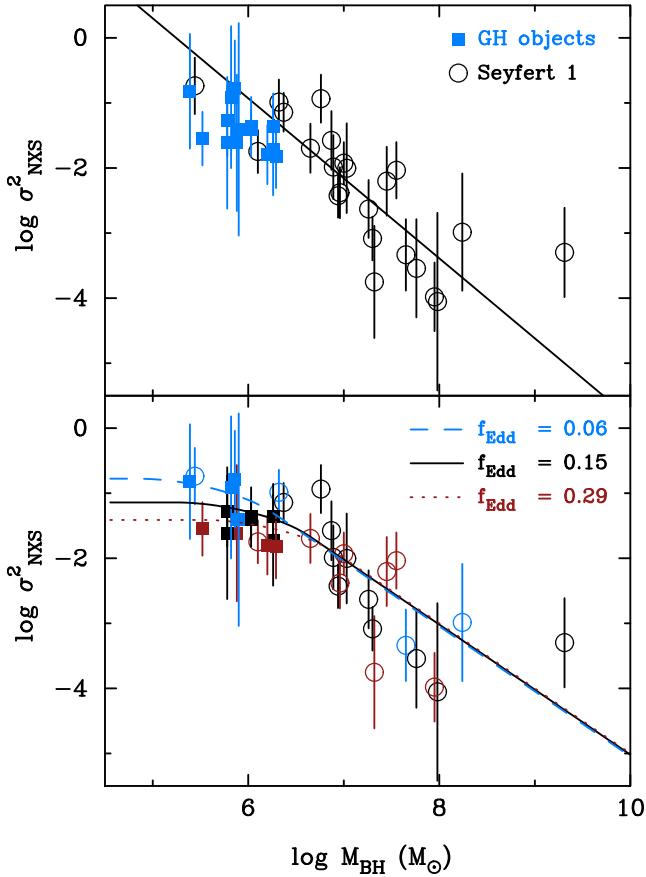 GH objects
Seyfert 1
0
−2
−4
log σ²NXS
fEdd = 0.06
fEdd = 0.15
fEdd = 0.29
0
−2
−4
log σ²NXS
6 8 10
log MBH (M⊙)